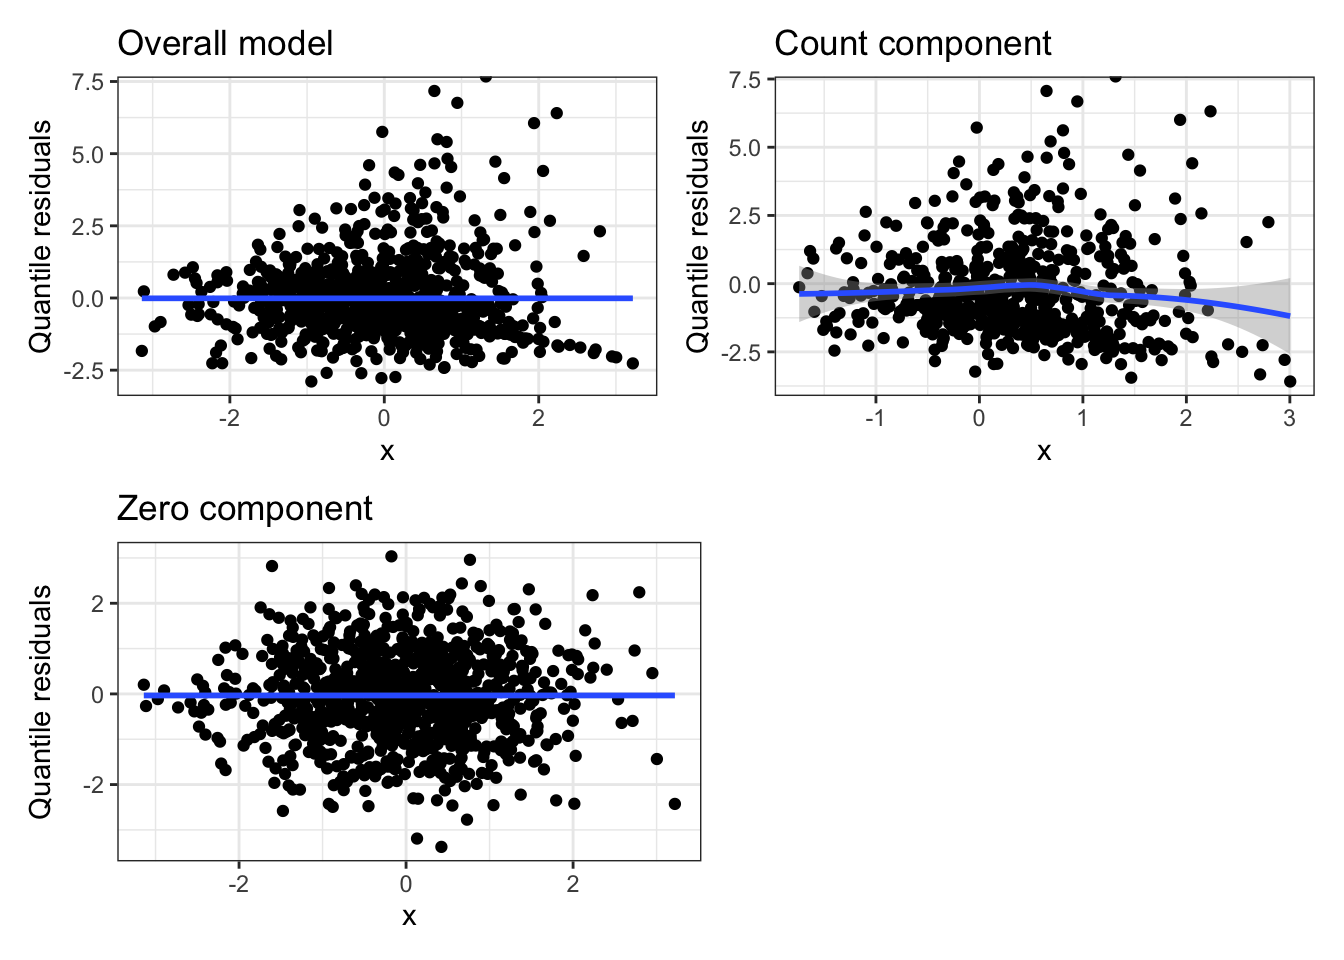 Overall model
Quantile residuals
7.5
5.0
2.5
0.0
-2.5
-2 0 2
x
Count component
Quantile residuals
7.5
5.0
2.5
0.0
-2.5
-1 0 1 2 3
x
Zero component
Quantile residuals
2
0
-2
-2 0 2
x